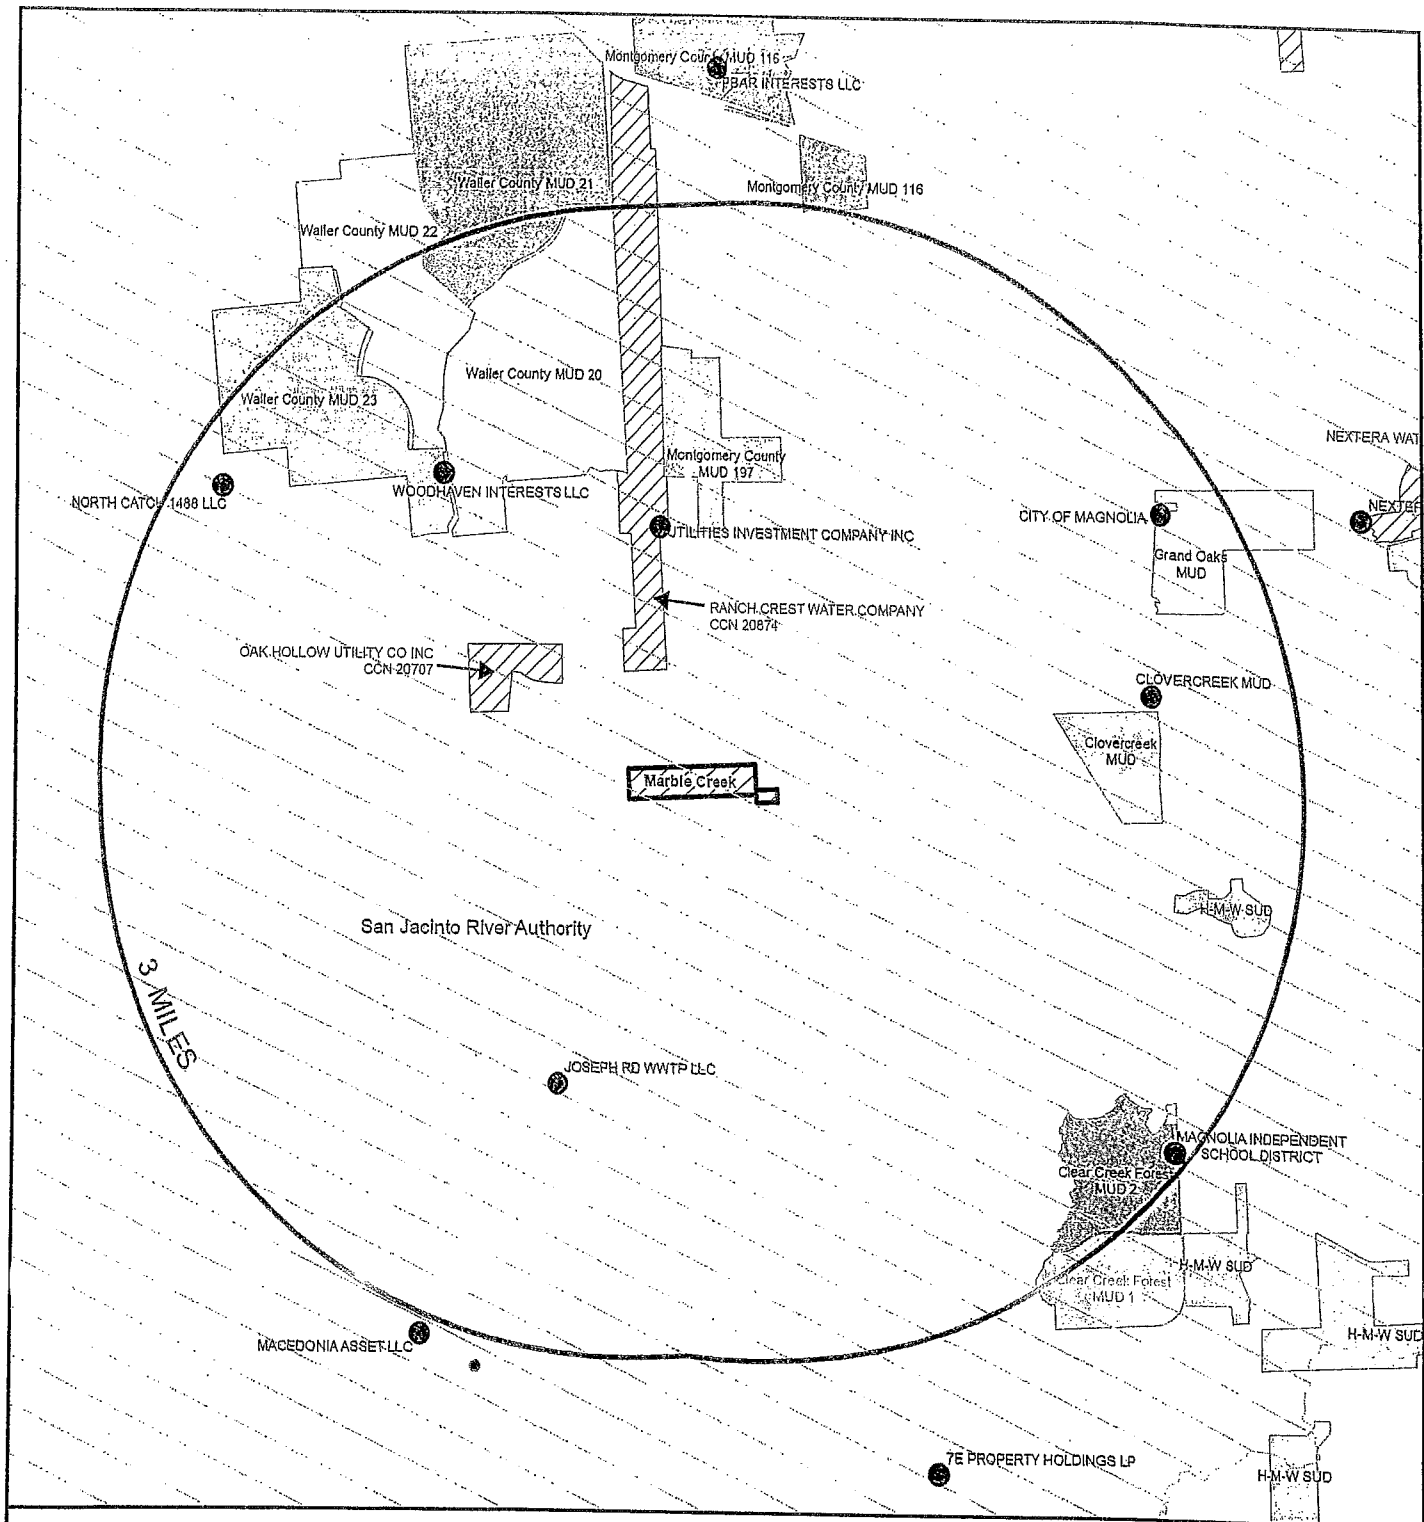 Montgomery County MUD 116
BAR INTERESTS LLC
Waller County MUD 21
Montgomery County MUD 116
Waller County MUD 22
Waller County MUD 20
Waller County MUD 23
NEXTERA WAT
Montgomery County
MUD 197
WOODHAVEN INTERESTS LLC
NORTH CATCH 1488 LLC
CITY OF MAGNOLIA
NEXTER
UTILITIES INVESTMENT COMPANY INC
Grand Oaks
MUD
RANCH CREST WATER COMPANY
CCN 20874
OAK HOLLOW UTILITY CO INC
CCN 20707
CLOVERCREEK MUD
Clovercreek
MUD
Marble Creek
H-M-W SUD
San Jacinto River Authority
3 MILES
JOSEPH RD WWTP LLC
MAGNOLIA INDEPENDENT
SCHOOL DISTRICT
Clear Creek Forest
MUD 2
H-M-W SUD
Clear Creek Forest
MUD 1
H-M-W SUD
MACEDONIA ASSET LLC
7E PROPERTY HOLDINGS LP
H-M-W SUD